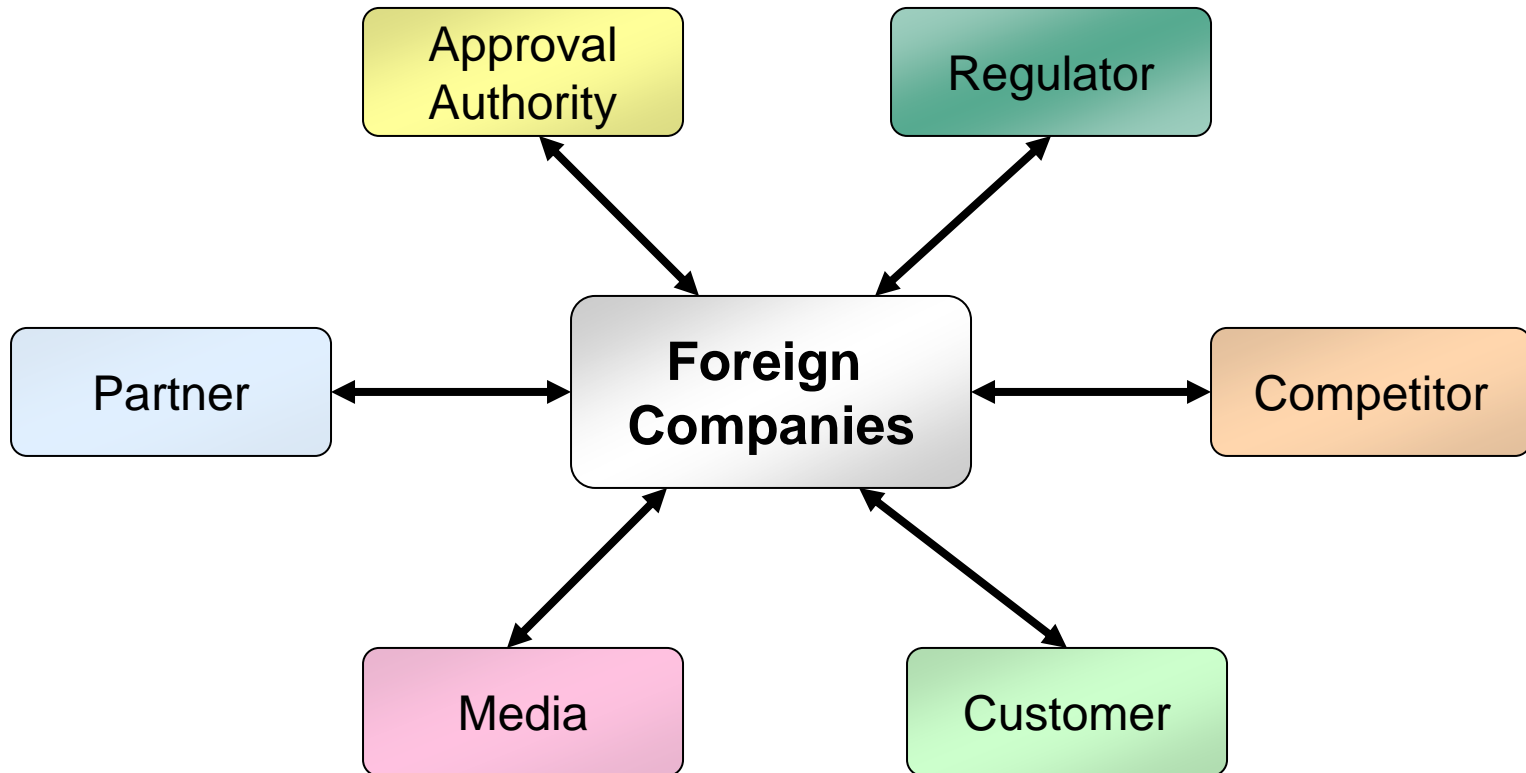 Approval
Authority
Regulator
Partner
Foreign
Companies
Competitor
Media
Customer